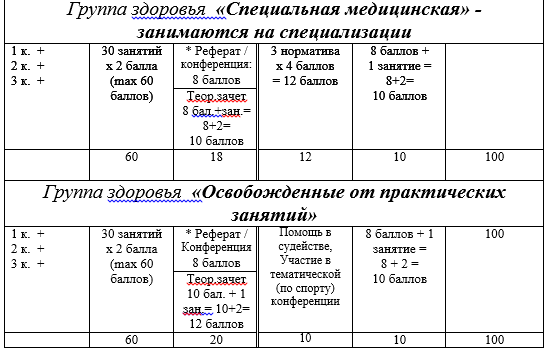 Группа здоровья «Специальная медицинская» -
занимаются на специализации
1 к. +
2 к. +
3 к. +
30 занятий
х 2 балла
(max 60
баллов)
* Реферат /
конференция:
8 баллов
Теор.зачет
8 бал.+зан.=
8+2=
10 баллов
3 норматива
х 4 баллов
= 12 баллов
8 баллов +
1 занятие =
8+2=
10 баллов
60 18 12 10 100
Группа здоровья «Освобожденные от практических
занятий»
1 к. +
2 к. +
3 к. +
30 занятий
х 2 балла
(max 60
баллов)
* Реферат /
Конференция
8 баллов
Теор.зачет
10 бал. + 1
зан.= 10+2=
12 баллов
Помощь в
судействе,
Участие в
тематической
(по спорту)
конференции
8 баллов + 1
занятие =
8 + 2 =
10 баллов
100
60 20 10 10 100